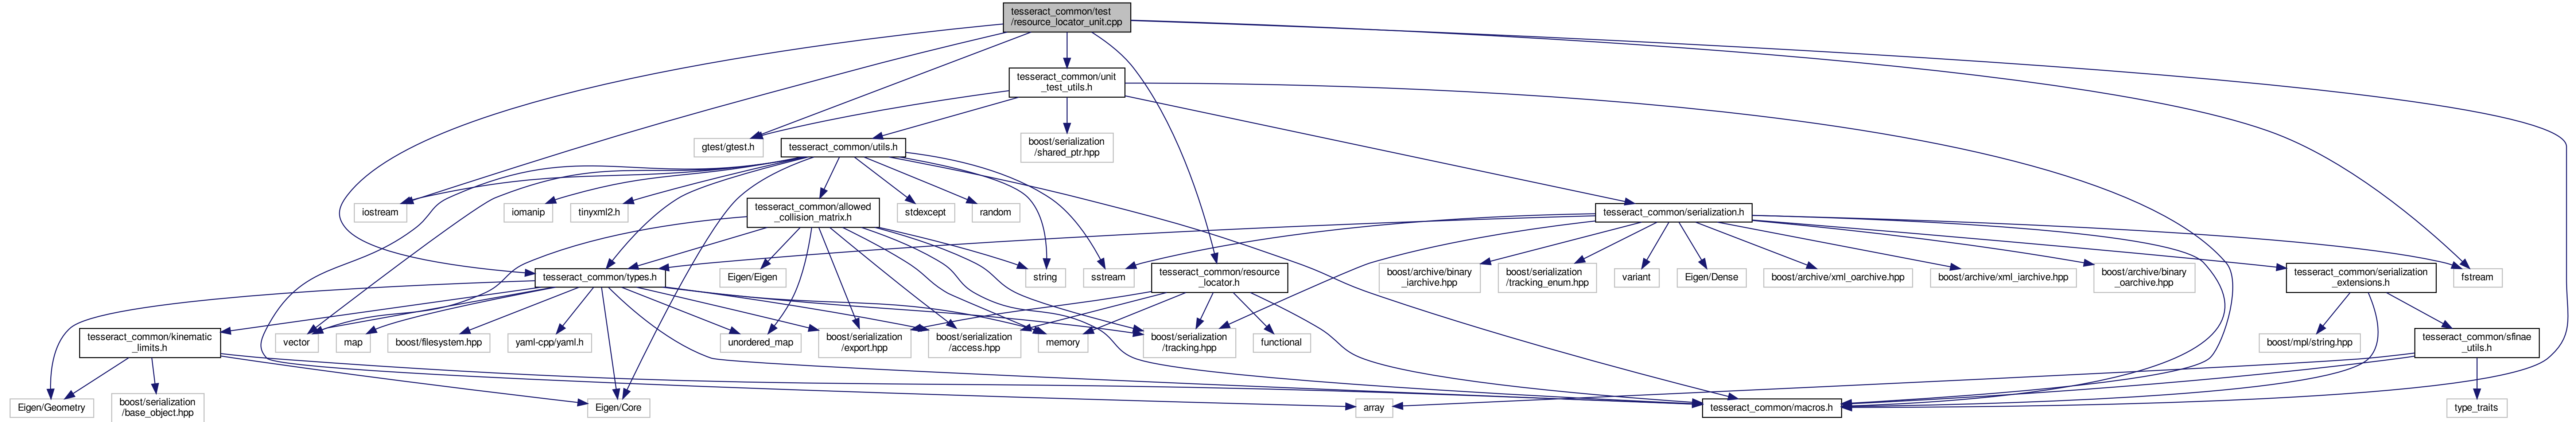 tesseract_common/test
/resource_locator_unit.cpp
tesseract_common/unit
_test_utils.h
gtest/gtest.h
tesseract_common/utils.h
boost/serialization
/shared_ptr.hpp
iostream
iomanip
tinyxml2.h
tesseract_common/allowed
_collision_matrix.h
stdexcept
random
tesseract_common/serialization.h
tesseract_common/types.h
Eigen/Eigen
string
sstream
tesseract_common/resource
_locator.h
boost/archive/binary
_iarchive.hpp
boost/serialization
/tracking_enum.hpp
variant
Eigen/Dense
boost/archive/xml_oarchive.hpp
boost/archive/xml_iarchive.hpp
boost/archive/binary
_oarchive.hpp
tesseract_common/serialization
_extensions.h
fstream
tesseract_common/kinematic
_limits.h
vector
map
boost/filesystem.hpp
yaml-cpp/yaml.h
unordered_map
boost/serialization
/export.hpp
boost/serialization
/access.hpp
memory
boost/serialization
/tracking.hpp
functional
boost/mpl/string.hpp
tesseract_common/sfinae
_utils.h
Eigen/Geometry
boost/serialization
/base_object.hpp
Eigen/Core
array
tesseract_common/macros.h
type_traits